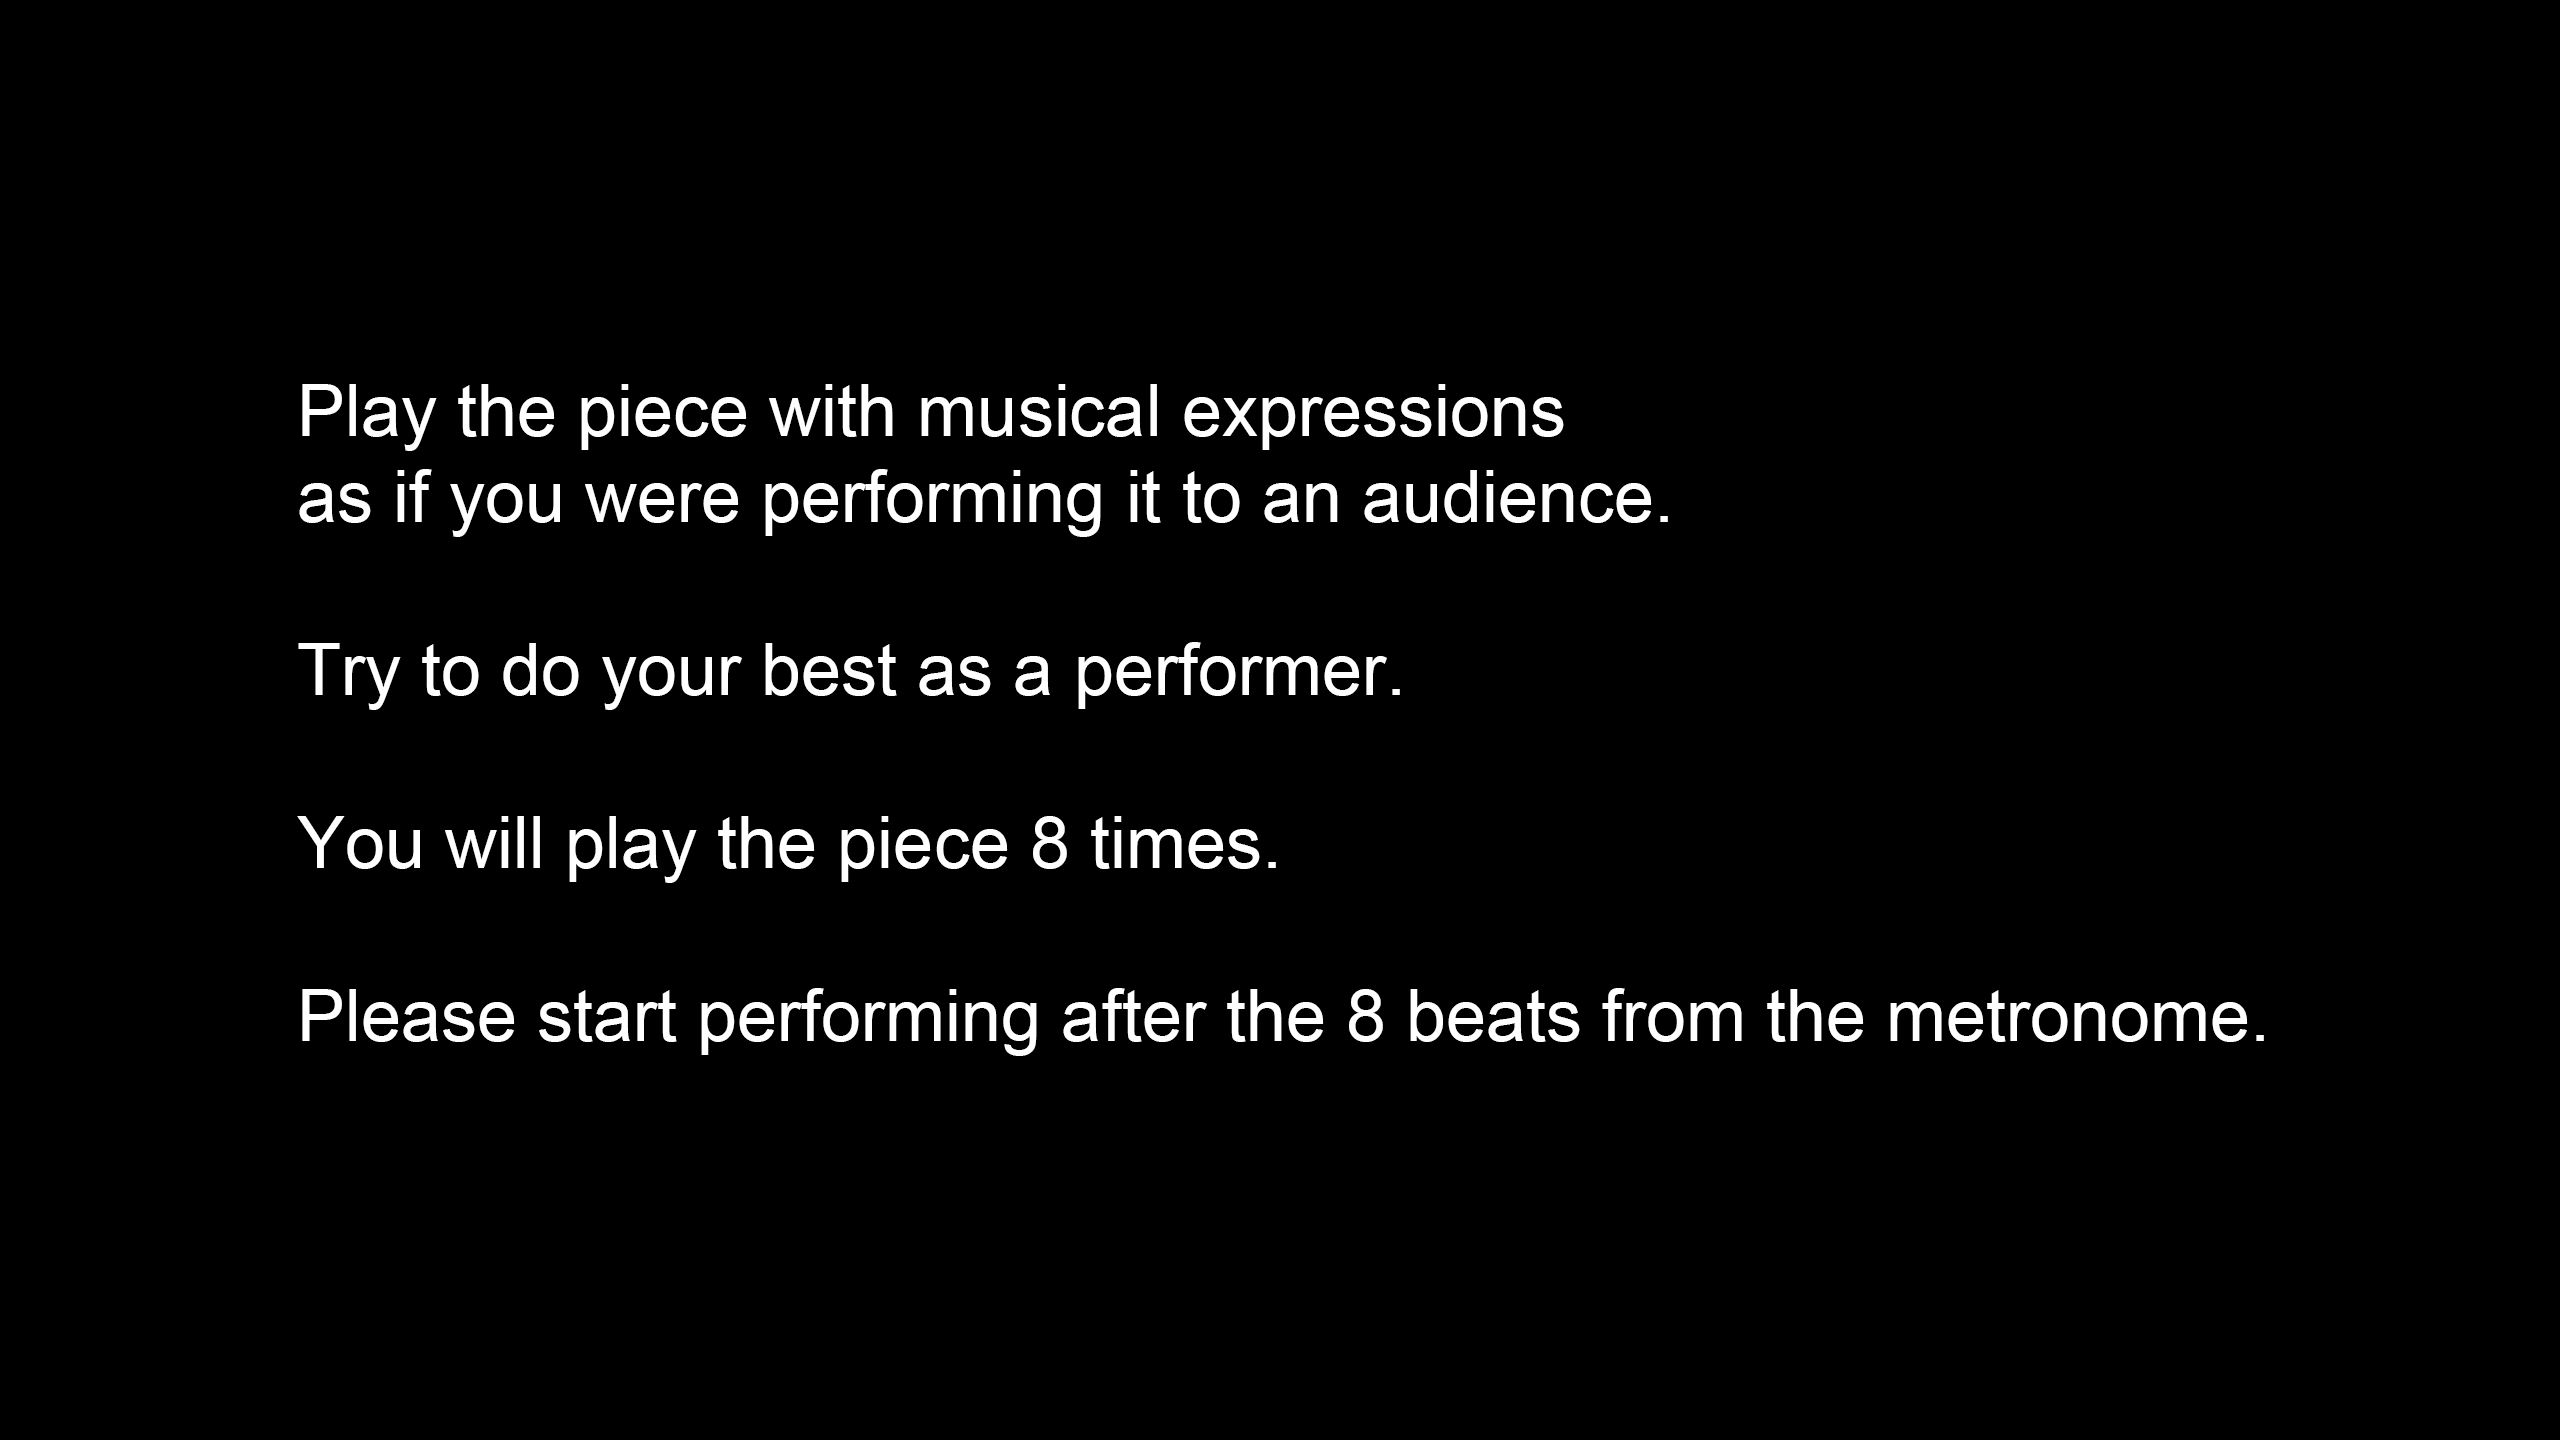 Play the piece with musical expressions
as if you were performing it to an audience.
Try to do your best as a performer.
You will play the piece 8 times.
Please start performing after the 8 beats from the metronome.